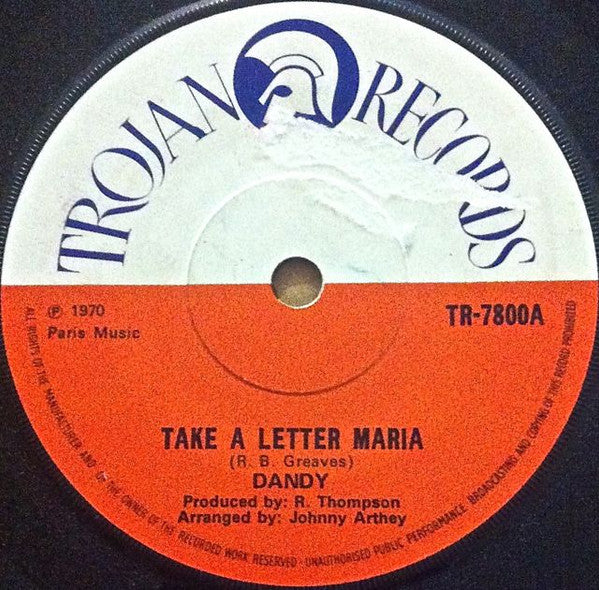 TROJAN RECORDS
℗ 1970
Paris Music
TR-7800A
TAKE A LETTER MARIA
(R. B. Greaves)
DANDY
Produced by: R. Thompson
Arranged by: Johnny Arthey
ALL RIGHTS OF THE MANUFACTURER AND OF THE OWNER OF THE RECORDED WORK RESERVED · UNAUTHORISED PUBLIC PERFORMANCE BROADCASTING AND COPYING OF THIS RECORD PROHIBITED